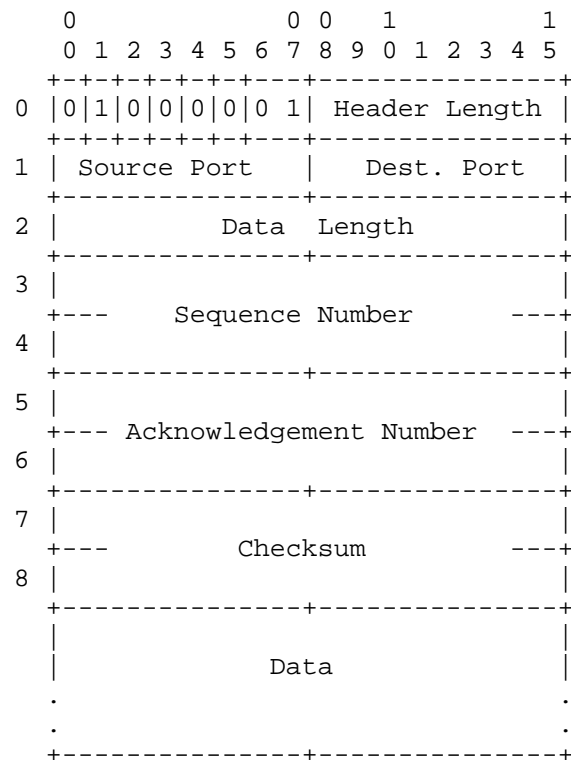 0             0 0   1         1
 0 1 2 3 4 5 6 7 8 9 0 1 2 3 4 5
+-+-+-+-+-+-+---+---------------+
0 |0|1|0|0|0|0|0 1| Header Length |
+-+-+-+-+-+-+---+---------------+
1 | Source Port   |   Dest. Port  |
+---------------+---------------+
2 |          Data  Length         |
+---------------+---------------+
3 |                               |
+---    Sequence Number      ---+
4 |                               |
+---------------+---------------+
5 |                               |
+--- Acknowledgement Number  ---+
6 |                               |
+---------------+---------------+
7 |                               |
+---        Checksum         ---+
8 |                               |
+---------------+---------------+
|                               |
|             Data              |
.                               .
.                               .
+---------------+---------------+